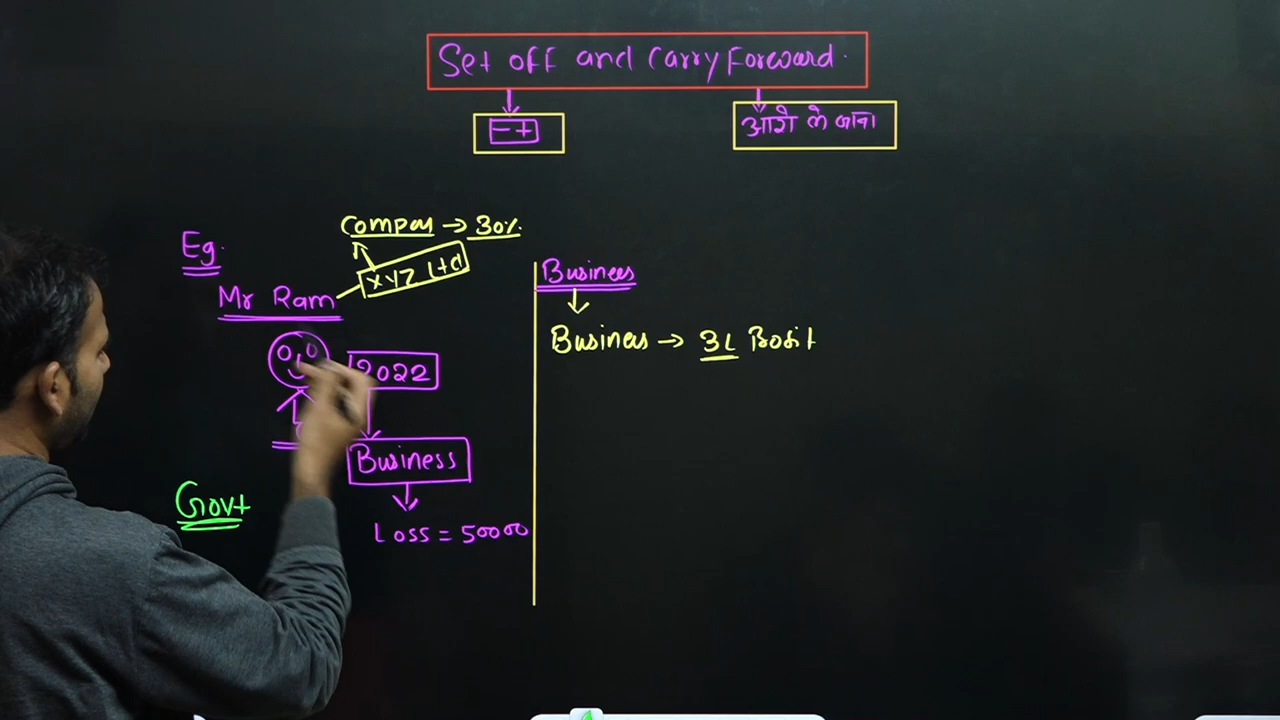 Set off and Carry Forward.
- +
आगे ले जाना
Eg.
Compas → 30%
XYZ Ltd
Mr Ram
Business
Business → 3L Profit
2022
Business
Govt
Loss = 50000